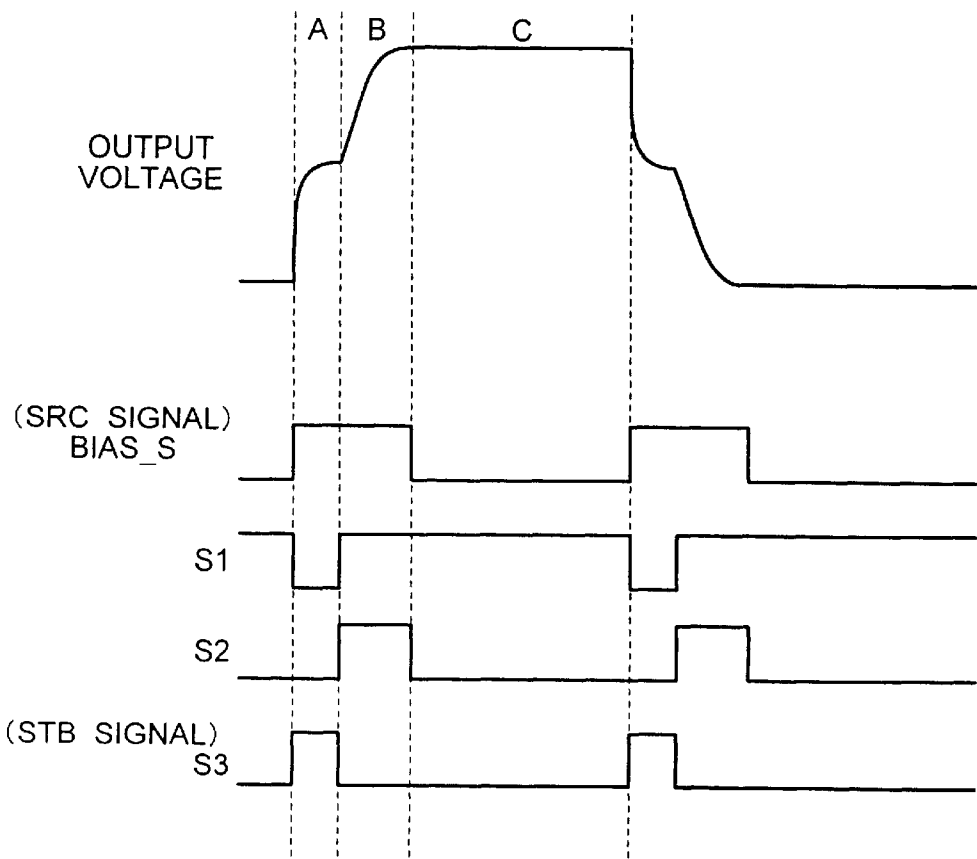 A B C
OUTPUT
VOLTAGE
(SRC SIGNAL)
BIAS_S
S1
S2
(STB SIGNAL)
S3